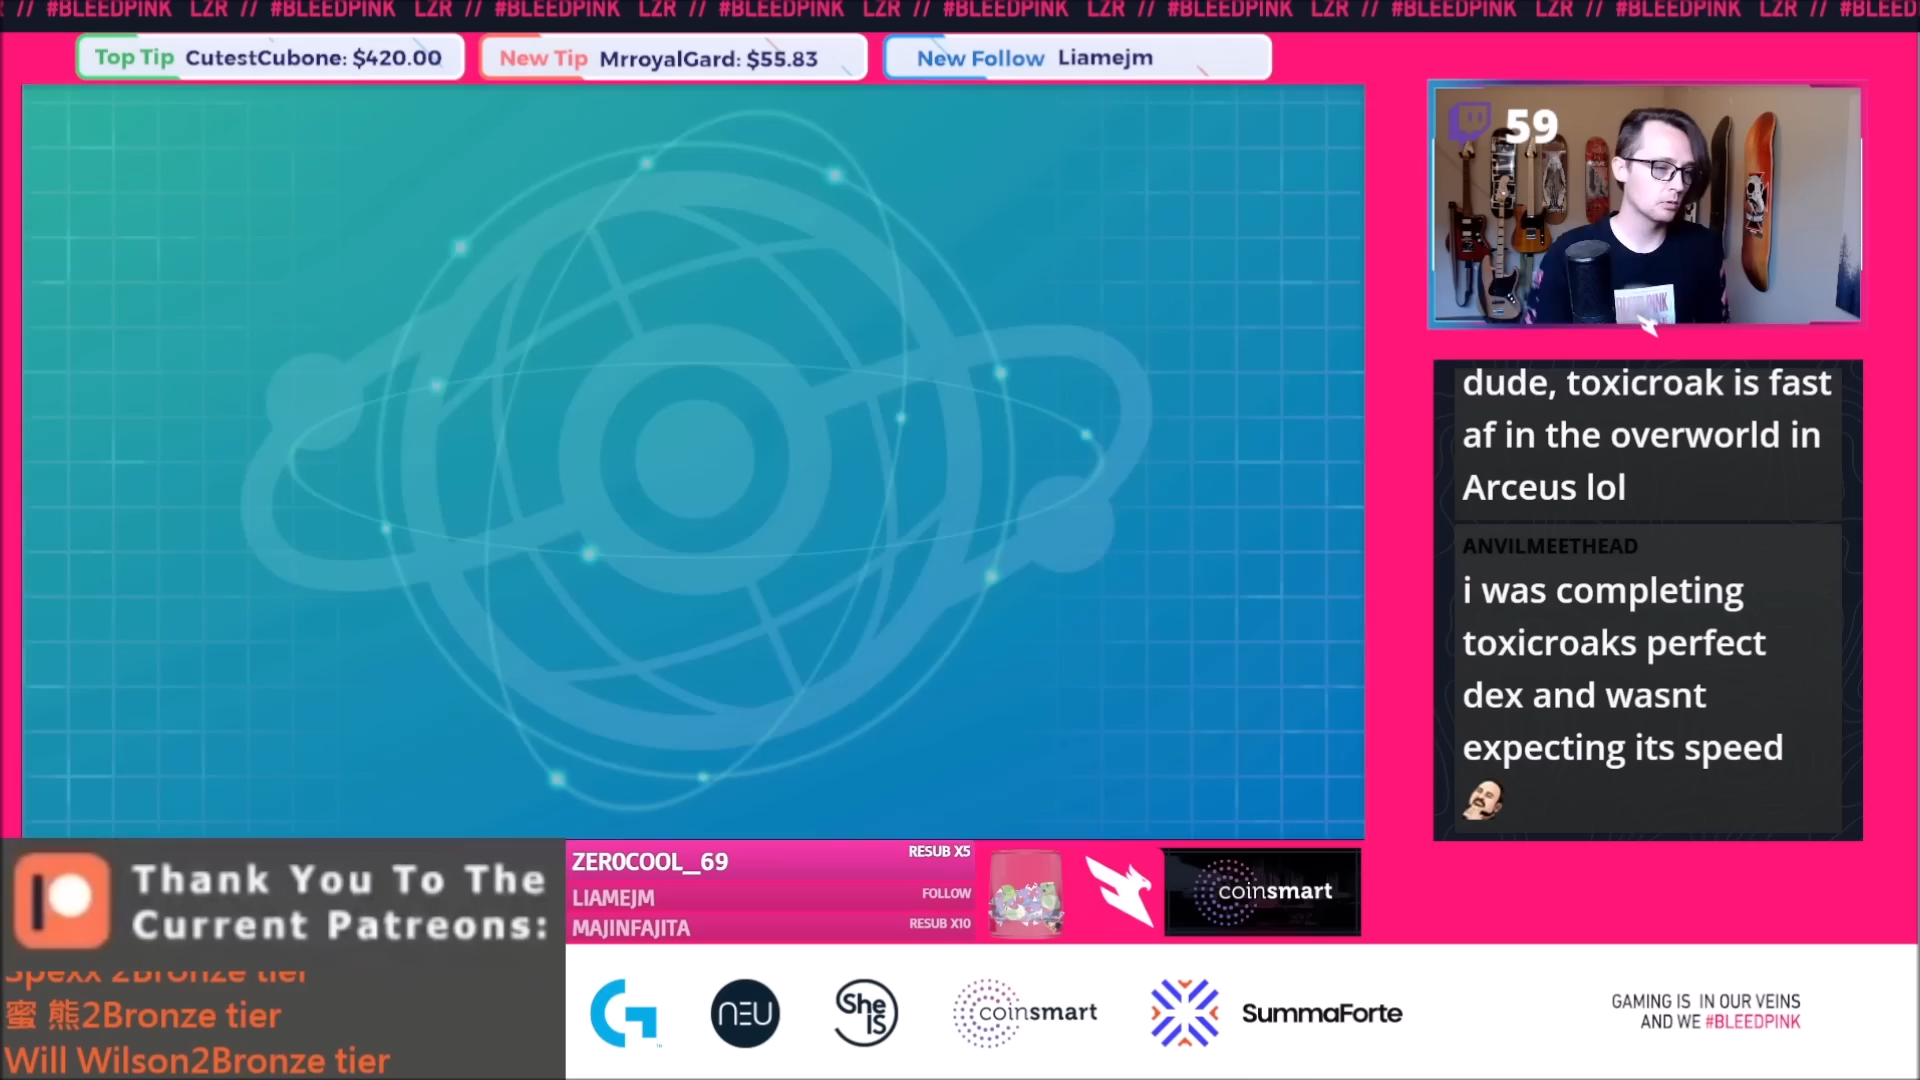 // #BLEEDPINK LZR // #BLEEDPINK LZR // #BLEEDPINK LZR // #BLEEDPINK LZR // #BLEEDPINK LZR // #BLEEDPINK LZR // #BLEEDPINK LZR // #BLEEDPINK LZR // #BLEED
Top Tip CutestCubone: $420.00
New Tip MrroyalGard: $55.83
New Follow Liamejm
59
dude, toxicroak is fast
af in the overworld in
Arceus lol
ANVILMEETHEAD
i was completing
toxicroaks perfect
dex and wasnt
expecting its speed
Thank You To The
Current Patreons:
Spexx 2Bronze tier
蜜 熊2Bronze tier
Will Wilson2Bronze tier
ZER0COOL_69 RESUB X5
LIAMEJM FOLLOW
MAJINFAJITA RESUB X10
coinsmart
G
NEU
She
IS
coinsmart
SummaForte
GAMING IS IN OUR VEINS
AND WE #BLEEDPINK